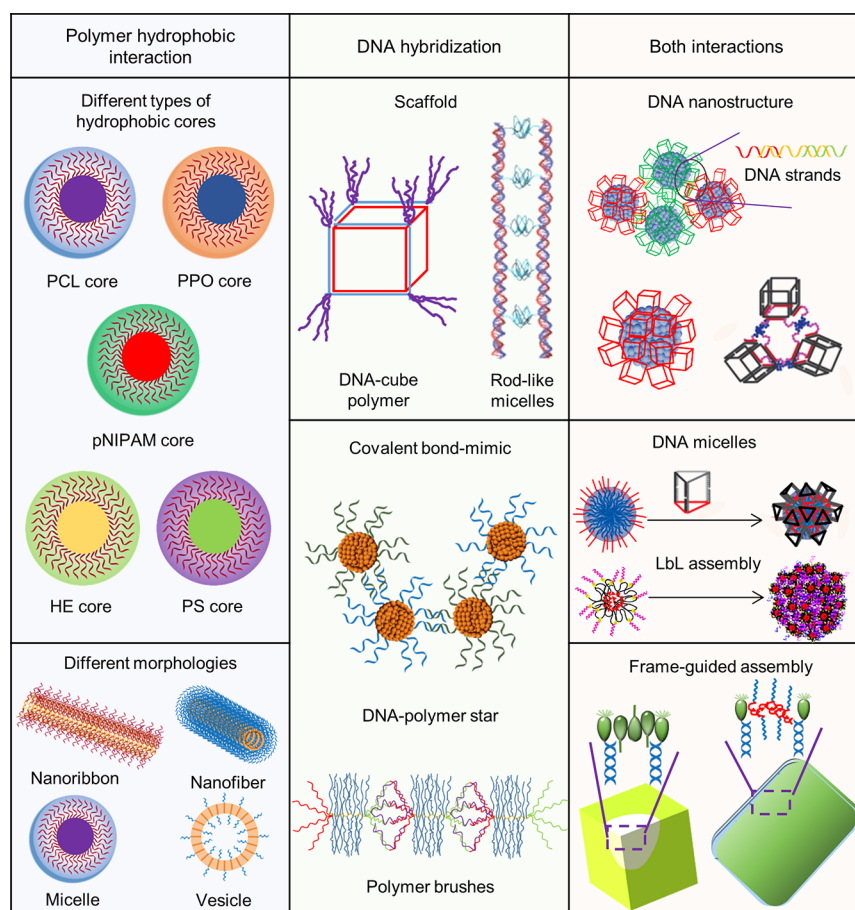 Polymer hydrophobic
interaction
Different types of
hydrophobic cores
PCL core
PPO core
pNIPAM core
HE core
PS core
Different morphologies
Nanoribbon
Nanofiber
Micelle
Vesicle
DNA hybridization
Scaffold
DNA-cube
polymer
Rod-like
micelles
Covalent bond-mimic
DNA-polymer star
Polymer brushes
Both interactions
DNA nanostructure
DNA strands
DNA micelles
LbL assembly
Frame-guided assembly